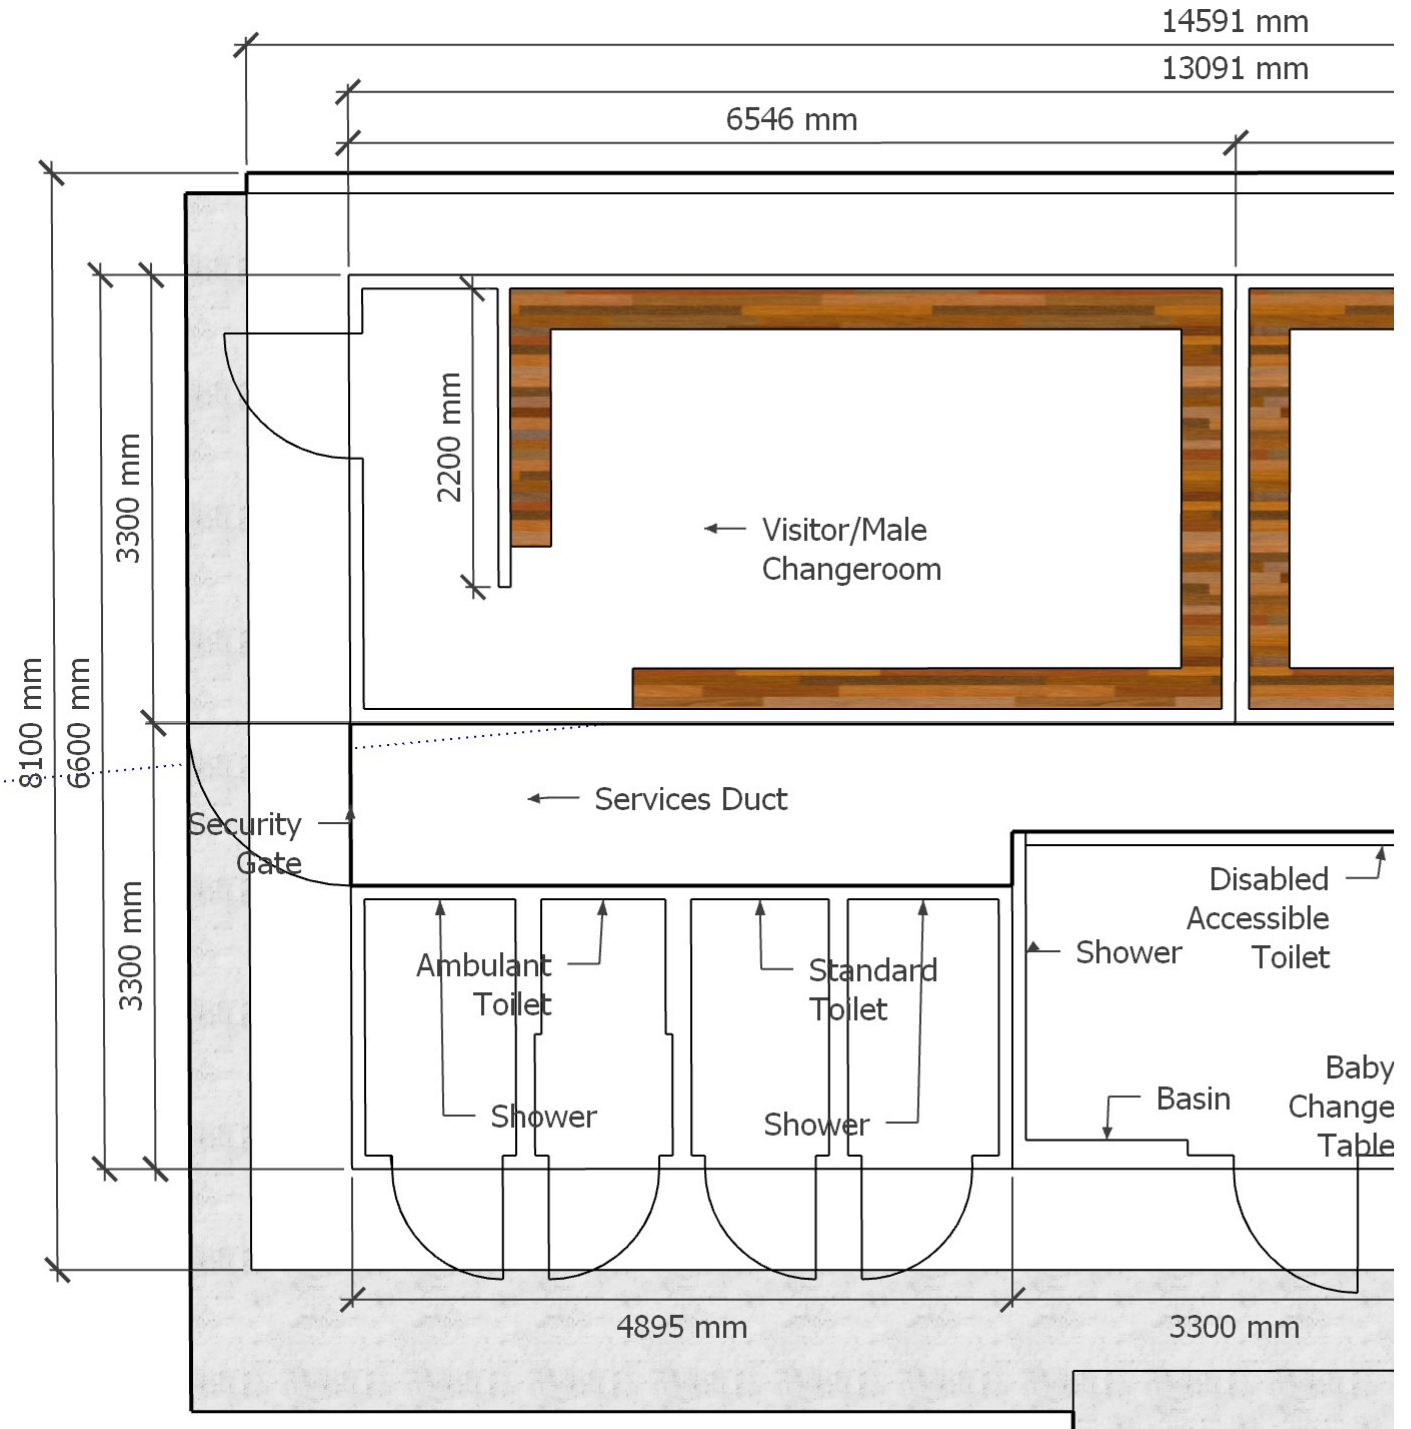 14591 mm
13091 mm
6546 mm
3300 mm
2200 mm
Visitor/Male
Changeroom
8100 mm
6600 mm
Services Duct
Security
Gate
3300 mm
Disabled
Accessible
Toilet
Shower
Ambulant
Toilet
Standard
Toilet
Shower
Shower
Basin
Baby
Change
Table
4895 mm
3300 mm